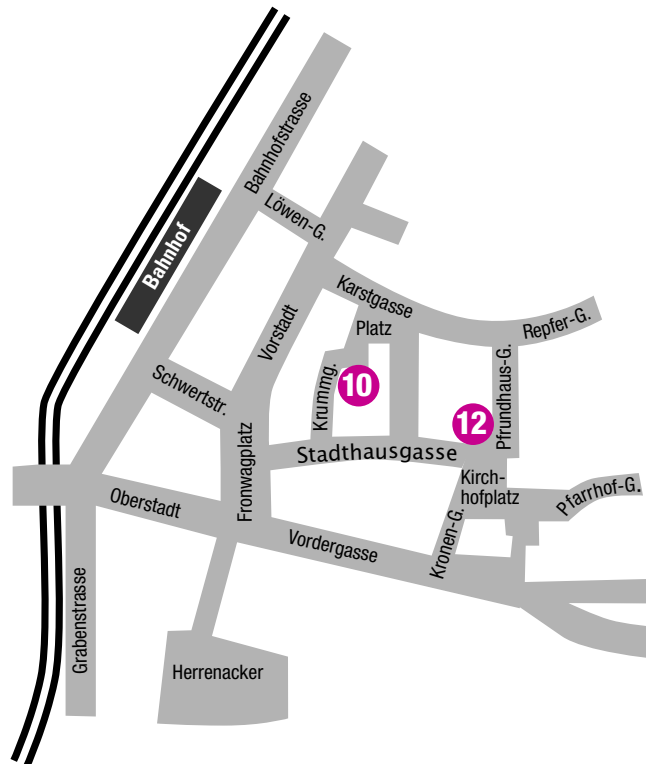 Bahnhofstrasse
Löwen-G.
Bahnhof
Karstgasse
Repfer-G.
Platz
Vorstadt
Schwertstr.
Krummg.
10
12
Pfrundhaus-G.
Stadthausgasse
Fronwagplatz
Kirch-
hofplatz
Pfarrhof-G.
Oberstadt
Vordergasse
Kronen-G.
Grabenstrasse
Herrenacker